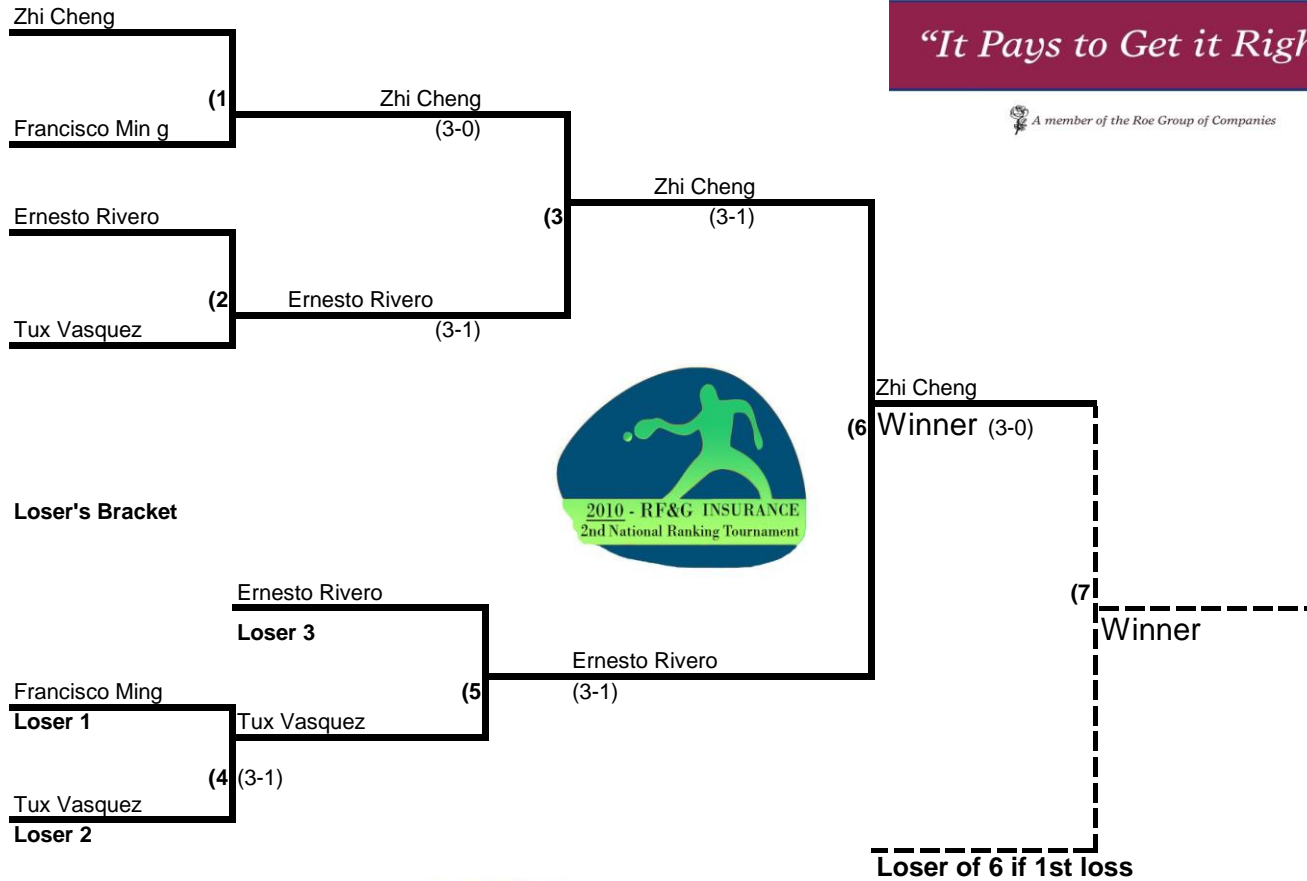 Zhi Cheng
"It Pays to Get it Righ
(1
Zhi Cheng
Francisco Min g
(3-0)
A member of the Roe Group of Companies
Zhi Cheng
Ernesto Rivero
(3
(3-1)
(2
Ernesto Rivero
Tux Vasquez
(3-1)
Zhi Cheng
(6
Winner (3-0)
Loser's Bracket
2010 - RF&G INSURANCE
2nd National Ranking Tournament
Ernesto Rivero
(7
Loser 3
Winner
Ernesto Rivero
Francisco Ming
(5
(3-1)
Loser 1
Tux Vasquez
(4
(3-1)
Tux Vasquez
Loser 2
Loser of 6 if 1st loss